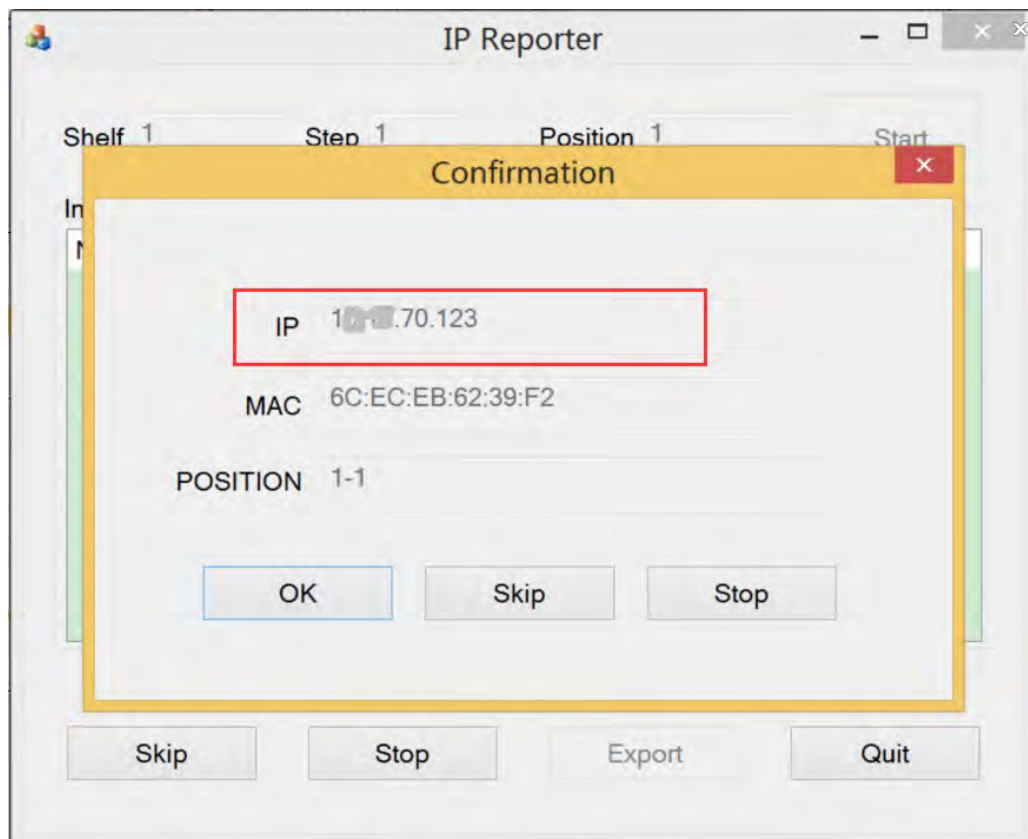 IP Reporter
Shelf 1 Step 1 Position 1 Start
Confirmation
In
IP .70.123
MAC 6C:EC:EB:62:39:F2
POSITION 1-1
OK Skip Stop
Skip Stop Export Quit